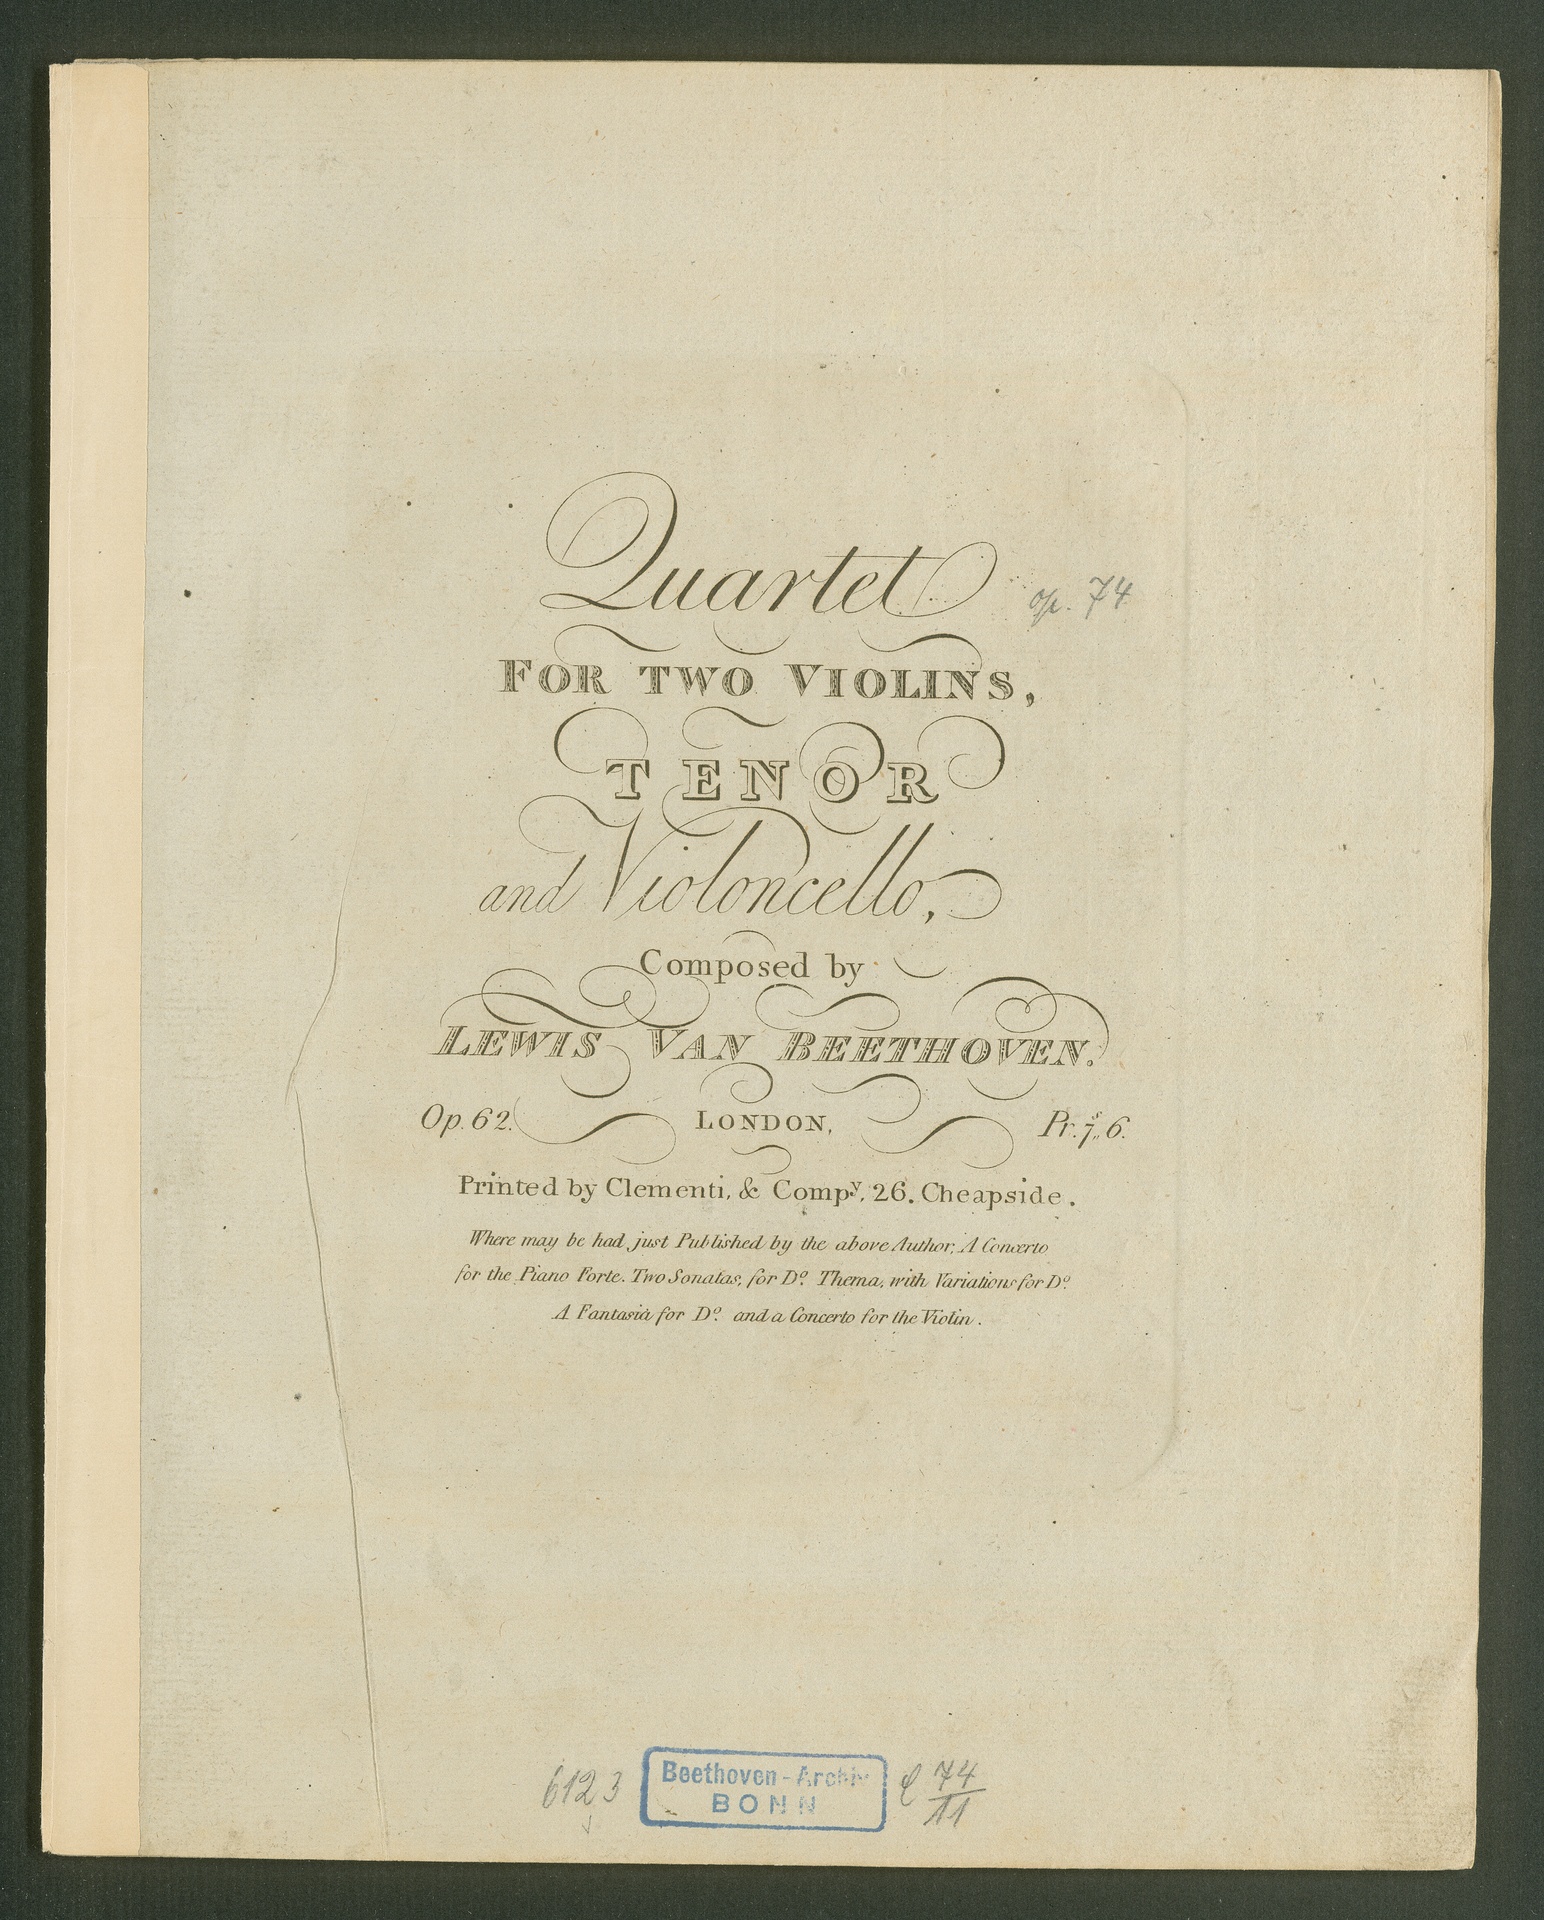 Quartet op. 74
FOR TWO VIOLINS,
TENOR
and Violoncello,
Composed by
LEWIS VAN BEETHOVEN.
Op. 62. LONDON, Pr. 7ˢ,, 6.
Printed by Clementi, & Compʸ. 26. Cheapside.
Where may be had just Published by the above Author, A Concerto
for the Piano Forte. Two Sonatas, for Dº. Thema, with Variations for Dº.
A Fantasia for Dº. and a Concerto for the Violin.
6123 Beethoven-Archiv C 74/11
BONN